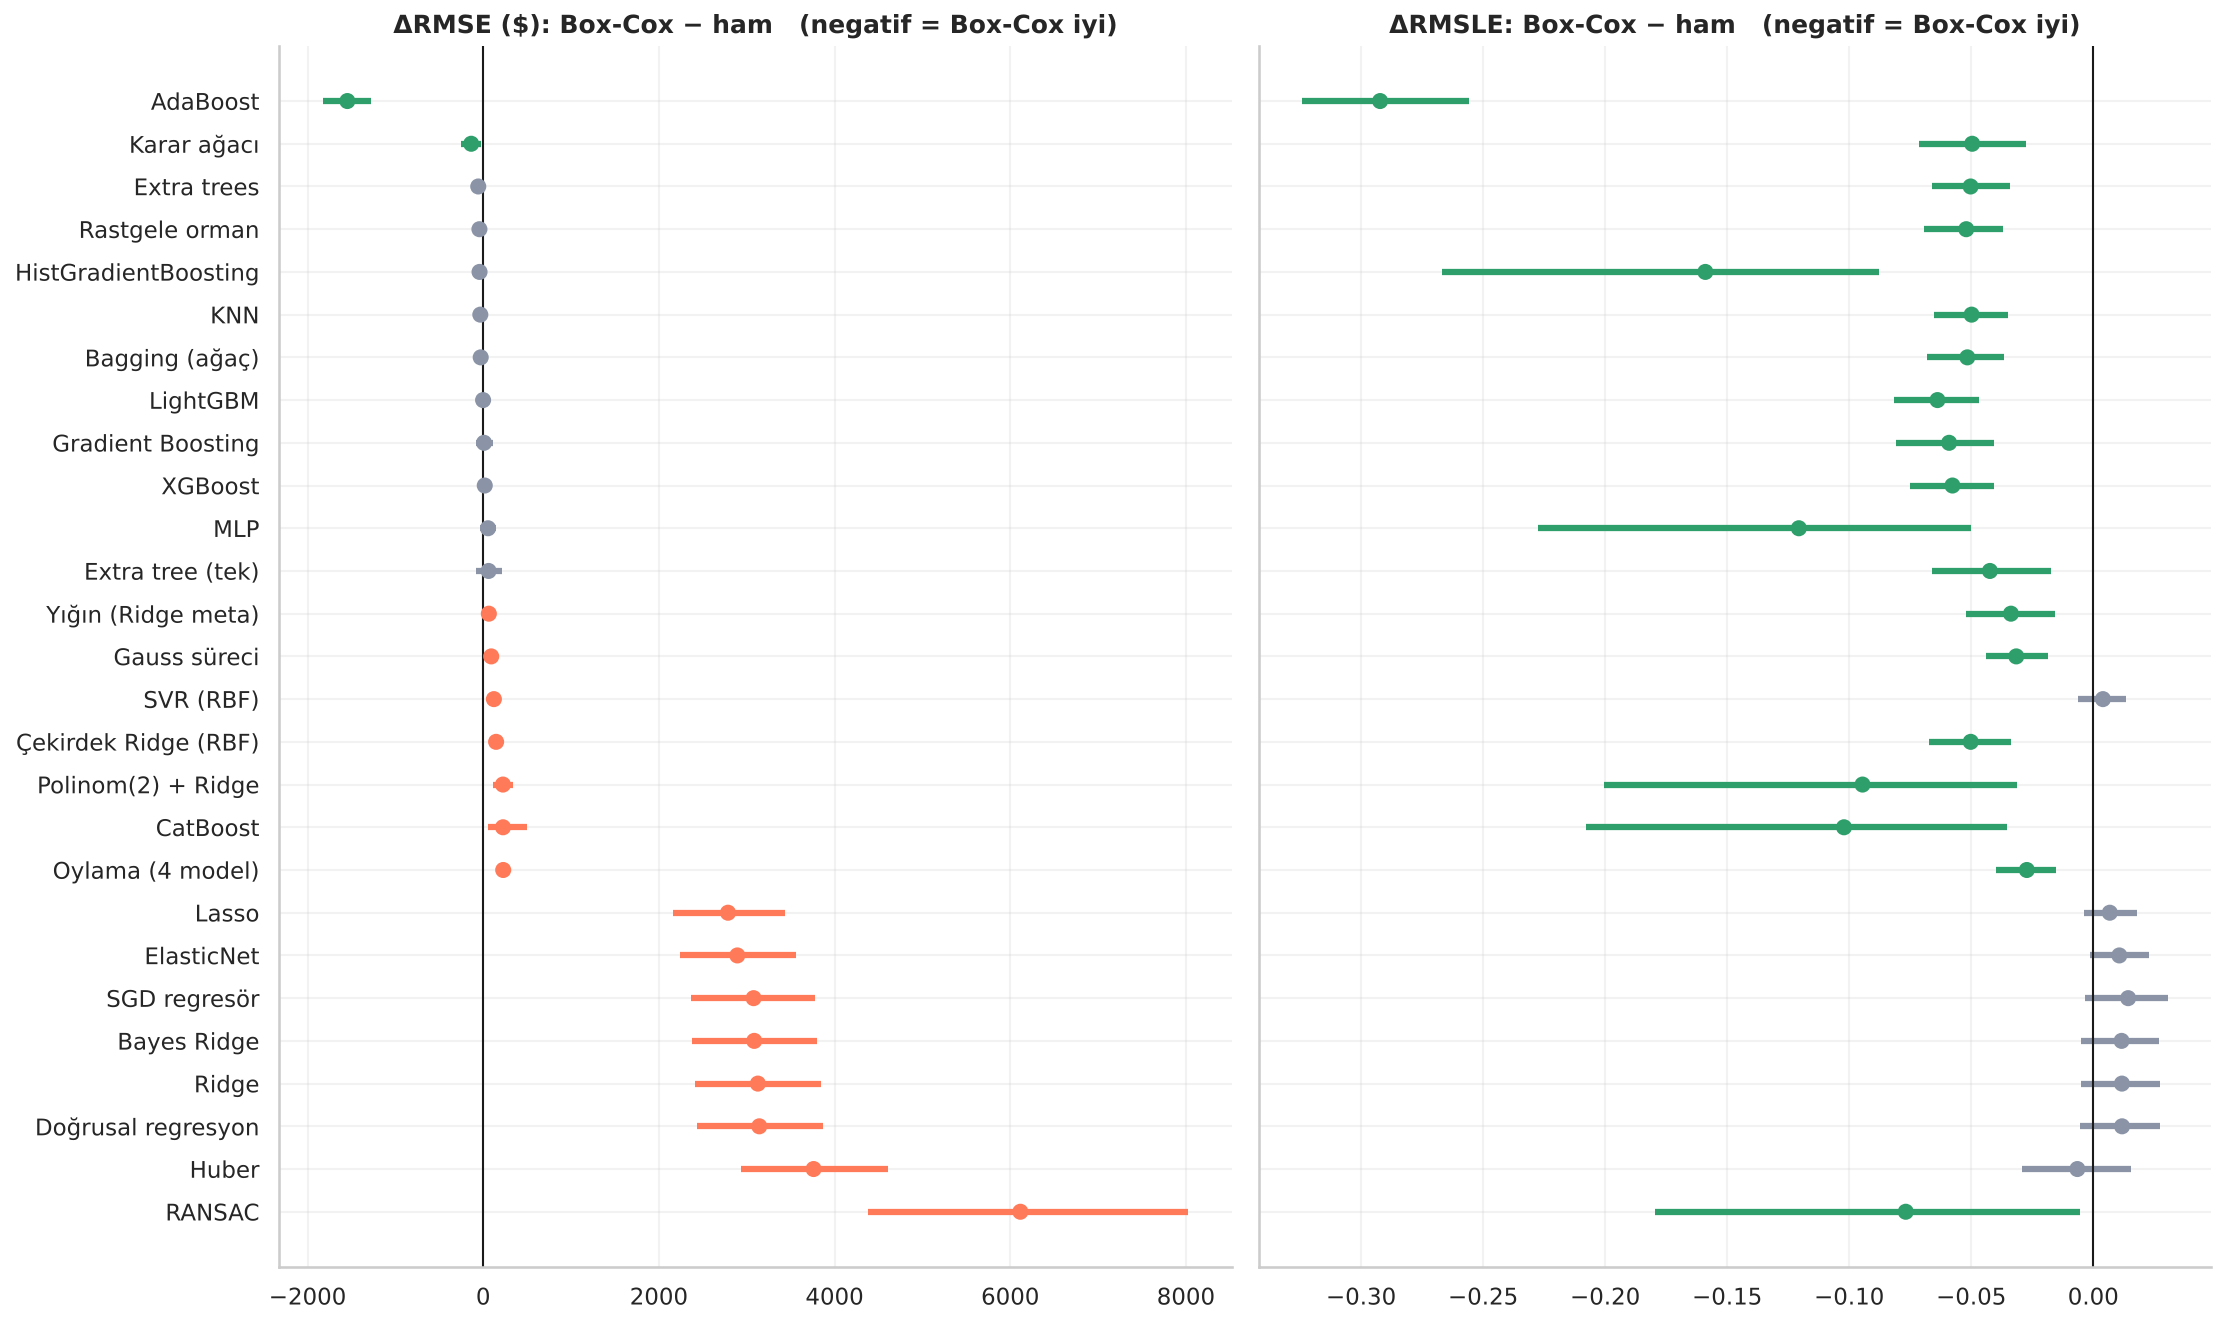 ΔRMSE ($): Box-Cox − ham (negatif = Box-Cox iyi)
ΔRMSLE: Box-Cox − ham (negatif = Box-Cox iyi)
AdaBoost
Karar ağacı
Extra trees
Rastgele orman
HistGradientBoosting
KNN
Bagging (ağaç)
LightGBM
Gradient Boosting
XGBoost
MLP
Extra tree (tek)
Yığın (Ridge meta)
Gauss süreci
SVR (RBF)
Çekirdek Ridge (RBF)
Polinom(2) + Ridge
CatBoost
Oylama (4 model)
Lasso
ElasticNet
SGD regresör
Bayes Ridge
Ridge
Doğrusal regresyon
Huber
RANSAC
−2000 0 2000 4000 6000 8000
−0.30 −0.25 −0.20 −0.15 −0.10 −0.05 0.00